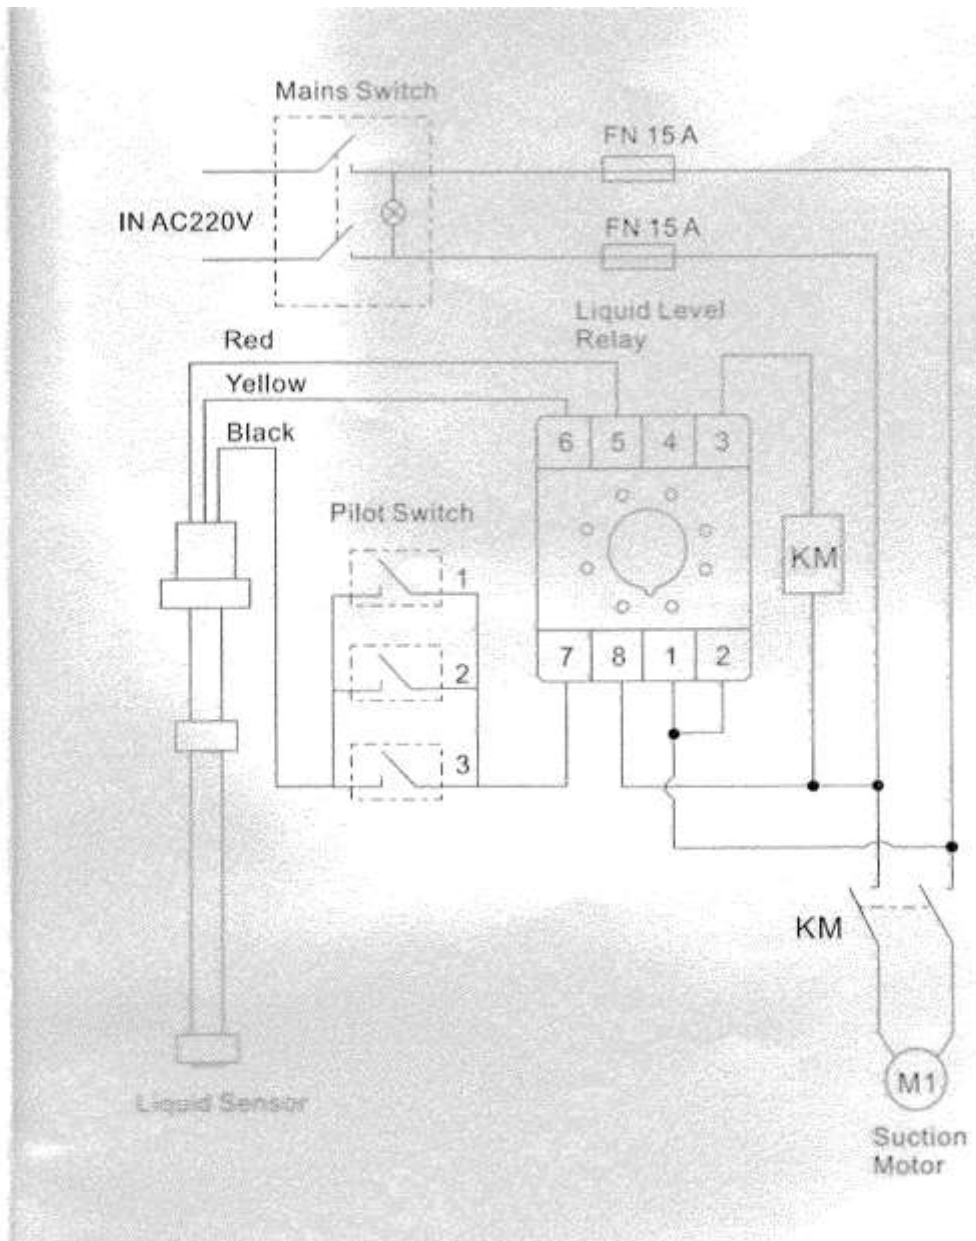 Mains Switch
FN 15 A
IN AC220V
FN 15 A
Liquid Level
Relay
Red
Yellow
Black
6 5 4 3
Pilot Switch
1
KM
2
7 8 1 2
3
KM
M1
Liquid Sensor
Suction
Motor